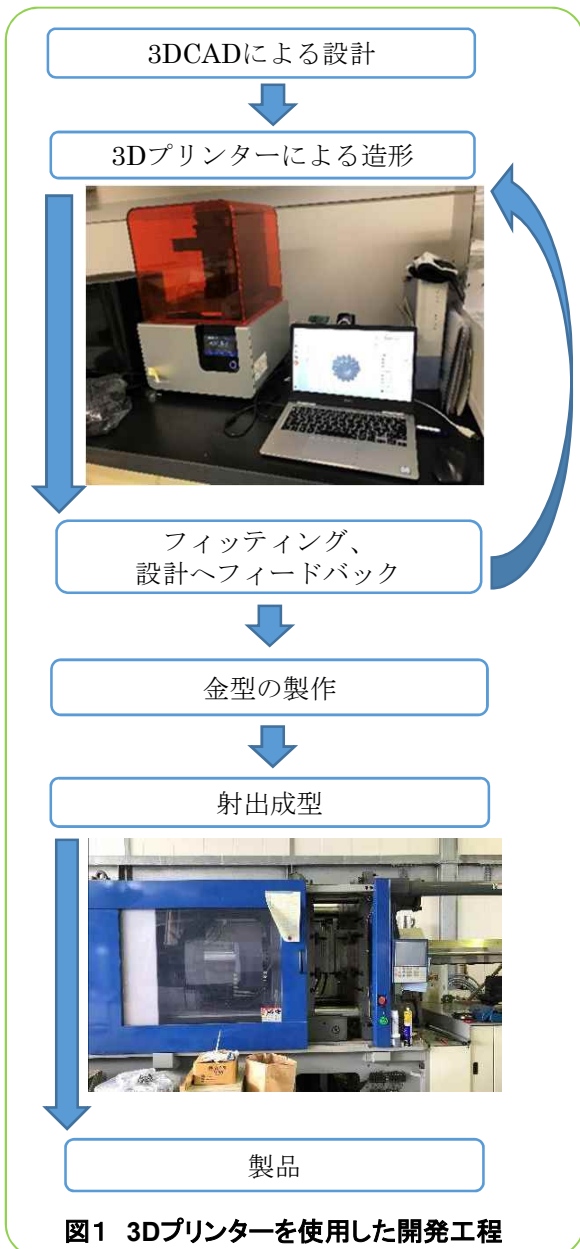 3DCADによる設計
3Dプリンターによる造形
フィッティング、
設計へフィードバック
金型の製作
射出成型
製品
図1 3Dプリンターを使用した開発工程